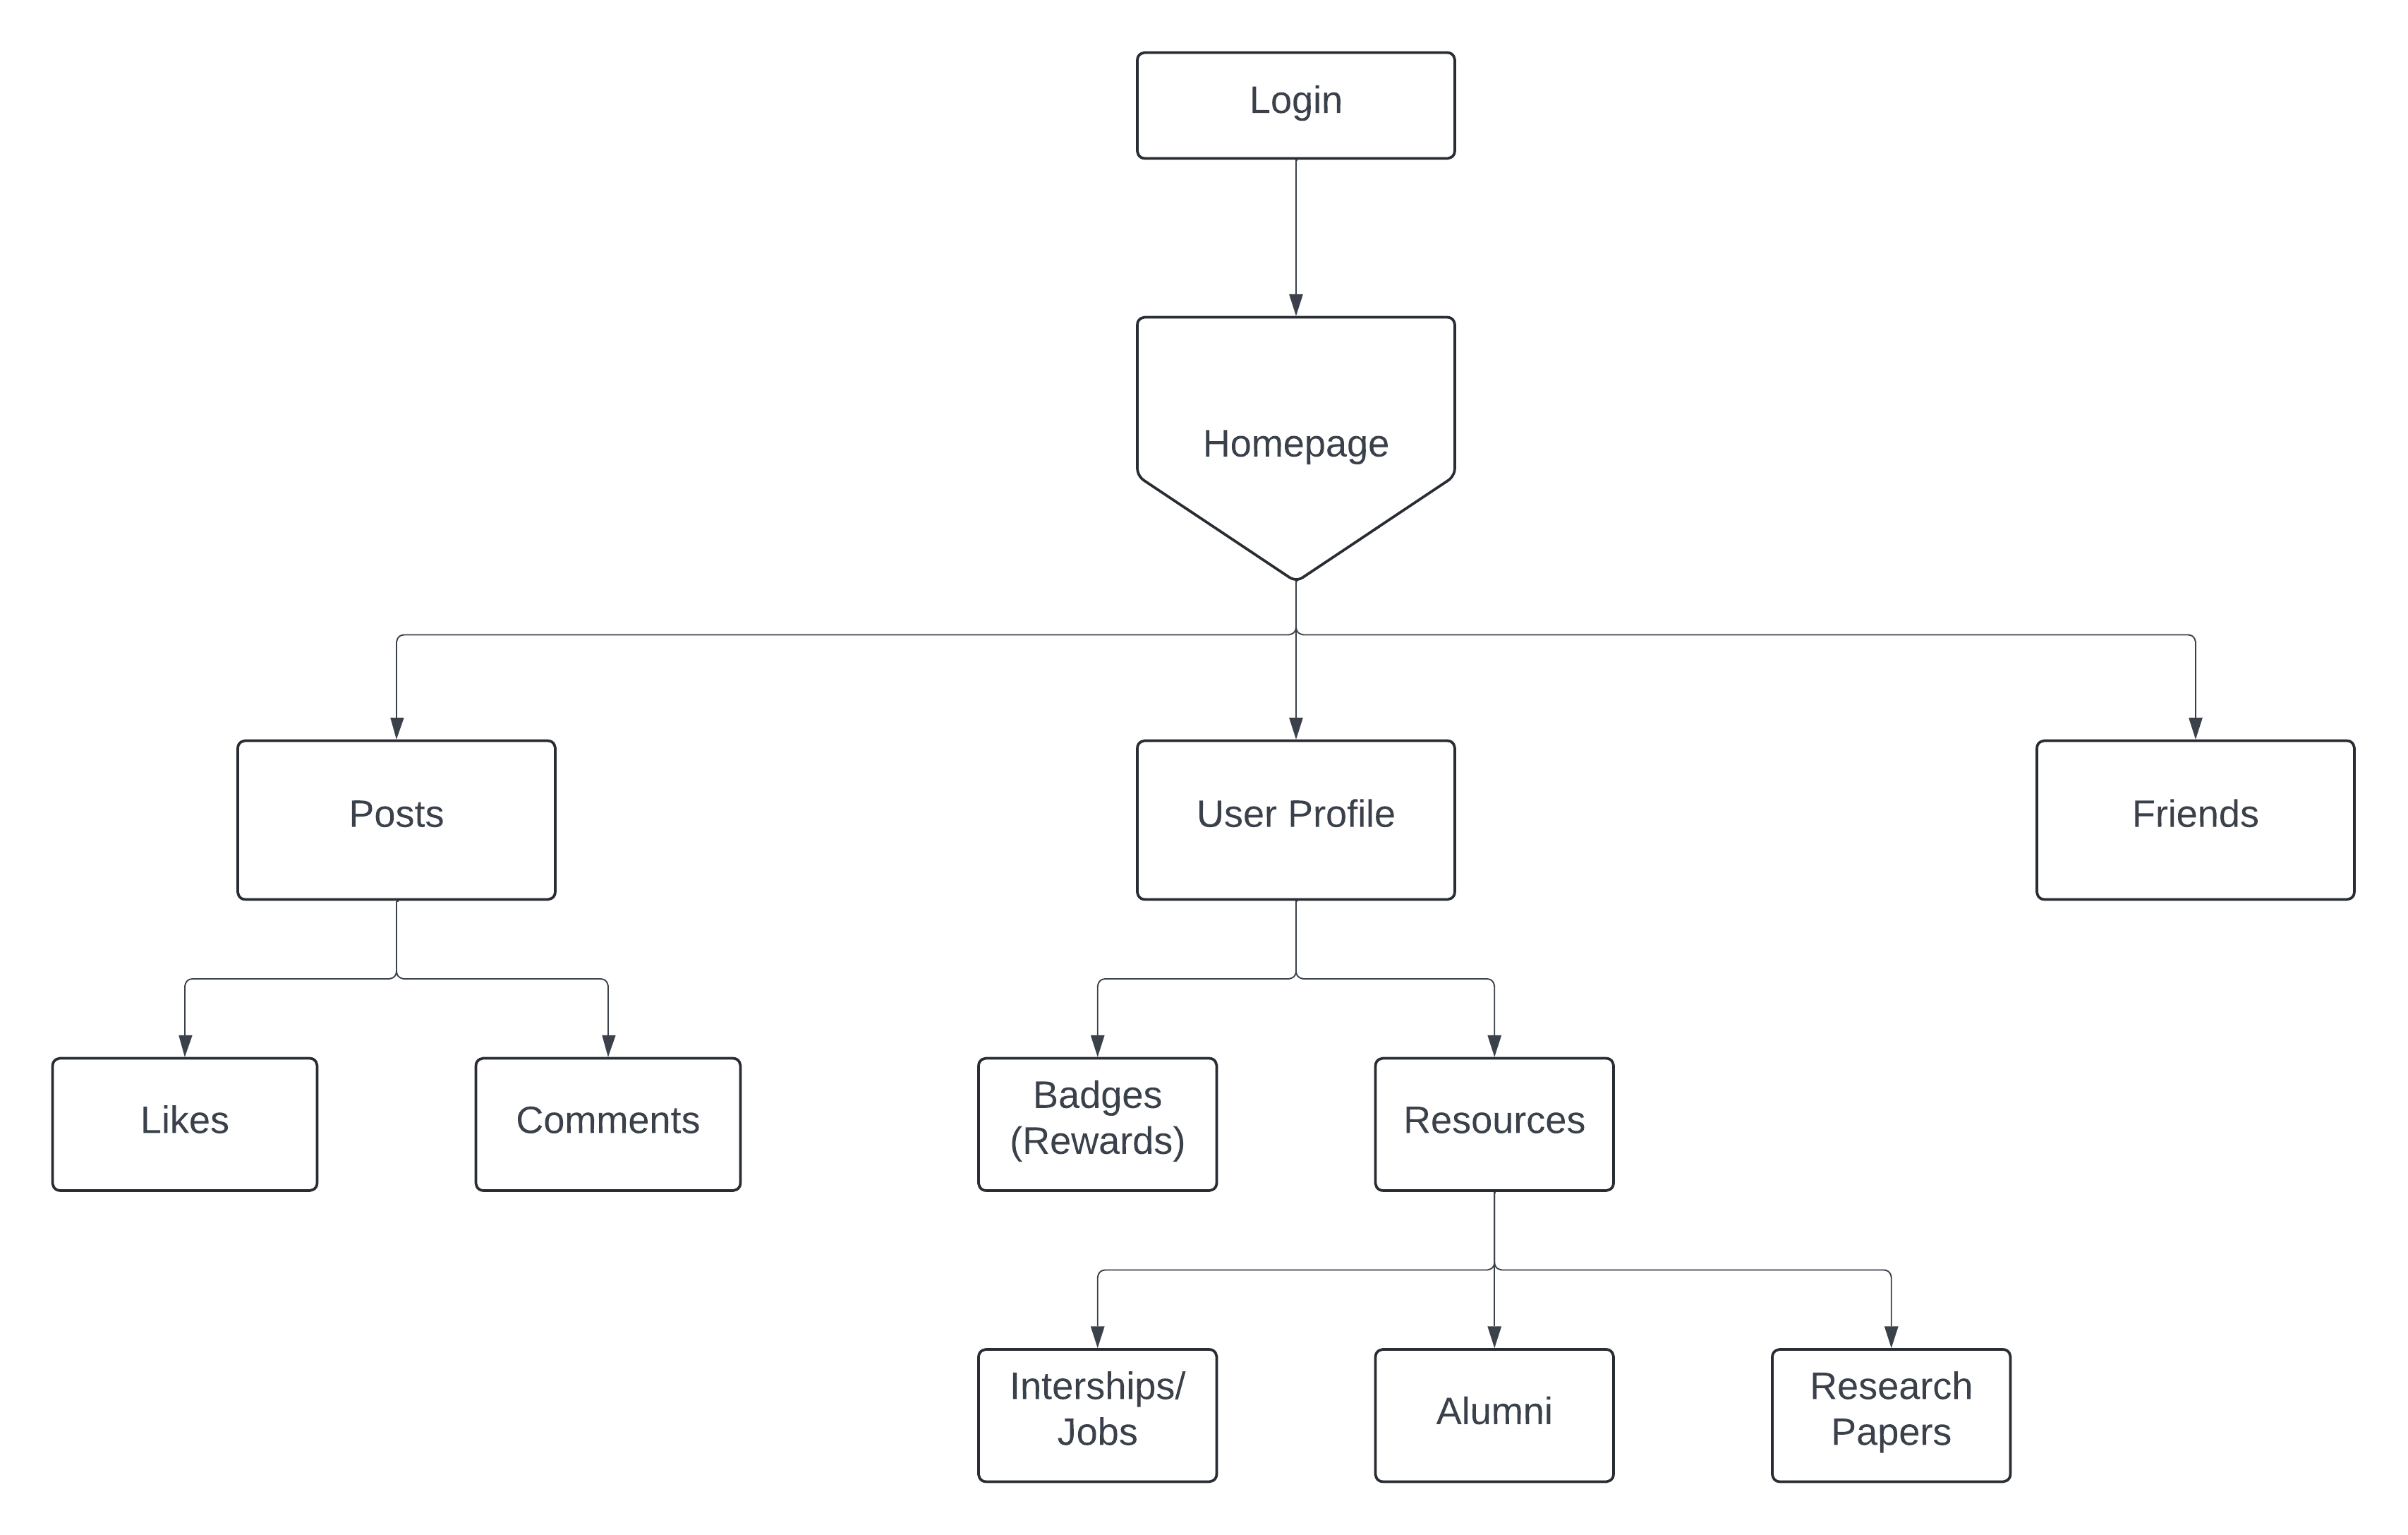 Login
Homepage
Posts
User Profile
Friends
Likes
Comments
Badges
(Rewards)
Resources
Interships/
Jobs
Alumni
Research
Papers